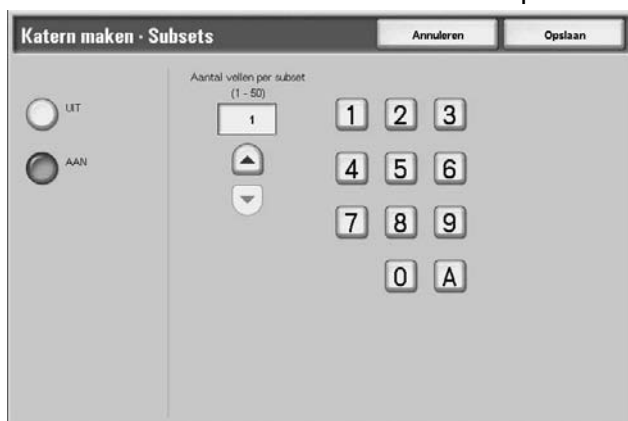 Katern maken · Subsets
Annuleren
Opslaan
UIT
AAN
Aantal vellen per subset
(1 - 50)
1
1 2 3
4 5 6
7 8 9
0 A